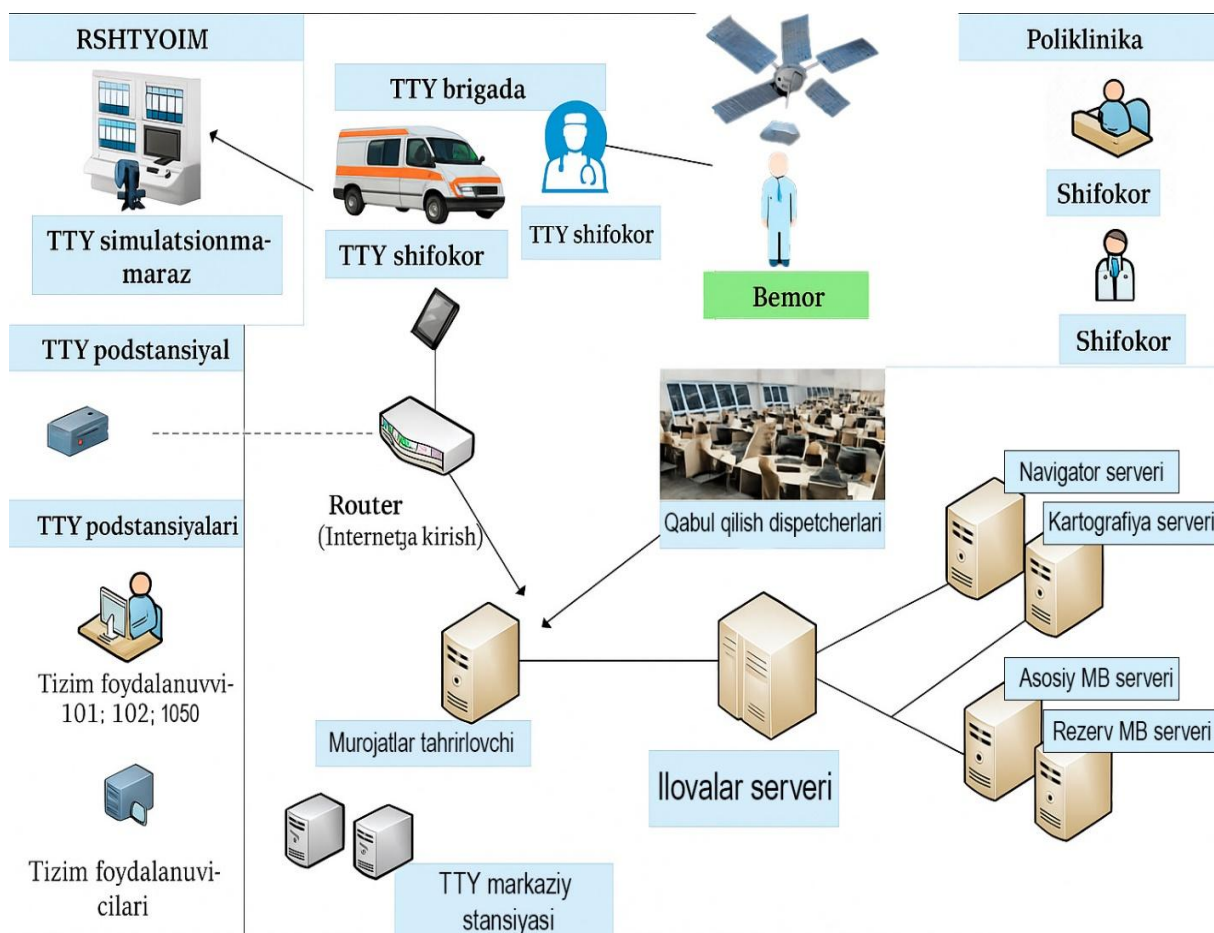 RSHTYOIM
TTY simulatsionma-
maraz
TTY brigada
TTY shifokor
TTY shifokor
Bemor
Poliklinika
Shifokor
Shifokor
TTY podstansiyal
TTY podstansiyalari
Tizim foydalanuvvi-
101; 102; 1050
Tizim foydalanuvi-
cilari
Router
(Internetga kirish)
Qabul qilish dispetcherlari
Navigator serveri
Kartografiya serveri
Asosiy MB serveri
Rezerv MB serveri
Murojatlar tahrirlovchi
Ilovalar serveri
TTY markaziy
stansiyasi